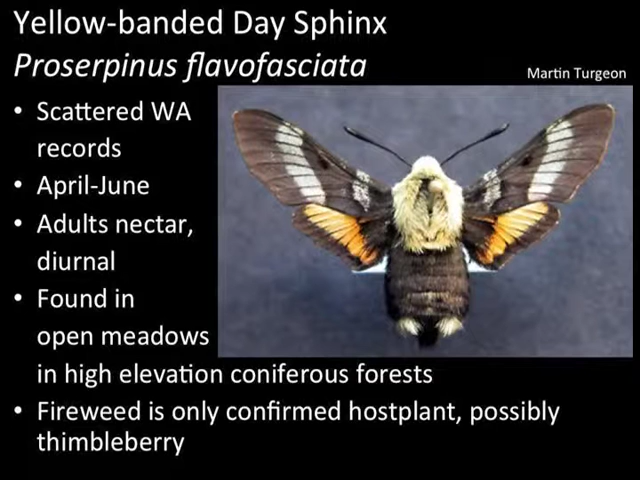 Yellow-banded Day Sphinx
Proserpinus flavofasciata
Martin Turgeon
• Scattered WA
records
• April-June
• Adults nectar,
diurnal
• Found in
open meadows
in high elevation coniferous forests
• Fireweed is only confirmed hostplant, possibly
thimbleberry